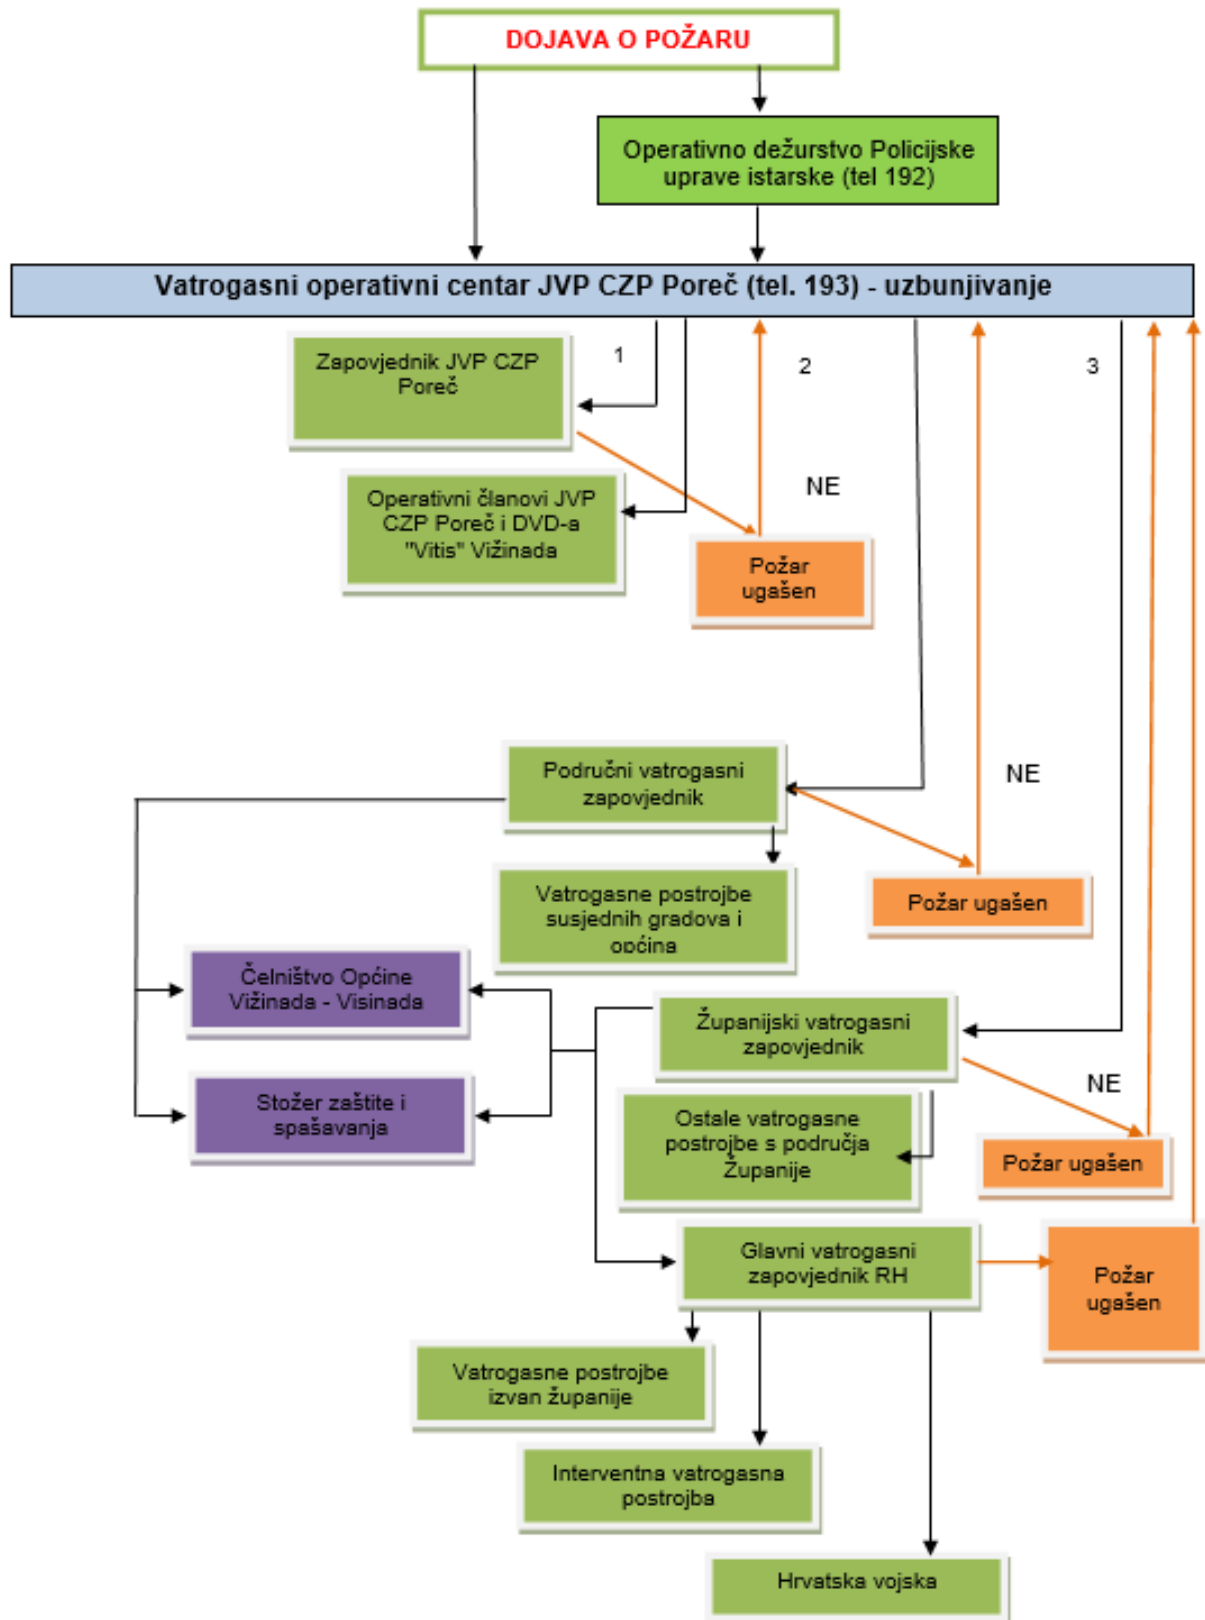 DOJAVA O POŽARU
Operativno dežurstvo Policijske
uprave istarske (tel 192)
Vatrogasni operativni centar JVP CZP Poreč (tel. 193) - uzbunjivanje
Zapovjednik JVP CZP
Poreč
1
2
3
Operativni članovi JVP
CZP Poreč i DVD-a
"Vitis" Vižinada
NE
Požar
ugašen
Područni vatrogasni
zapovjednik
NE
Vatrogasne postrojbe
susjednih gradova i
općina
Požar ugašen
Čelništvo Općine
Vižinada - Visinada
Županijski vatrogasni
zapovjednik
NE
Stožer zaštite i
spašavanja
Ostale vatrogasne
postrojbe s područja
Županije
Požar ugašen
Glavni vatrogasni
zapovjednik RH
Požar
ugašen
Vatrogasne postrojbe
izvan županije
Interventna vatrogasna
postrojba
Hrvatska vojska